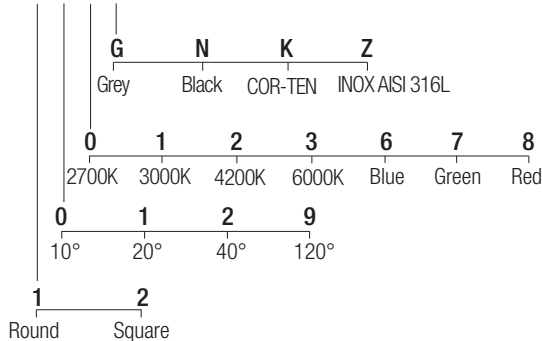 G N K Z
Grey Black COR-TEN INOX AISI 316L
0 1 2 3 6 7 8
2700K 3000K 4200K 6000K Blue Green Red
0 1 2 9
10° 20° 40° 120°
1 2
Round Square